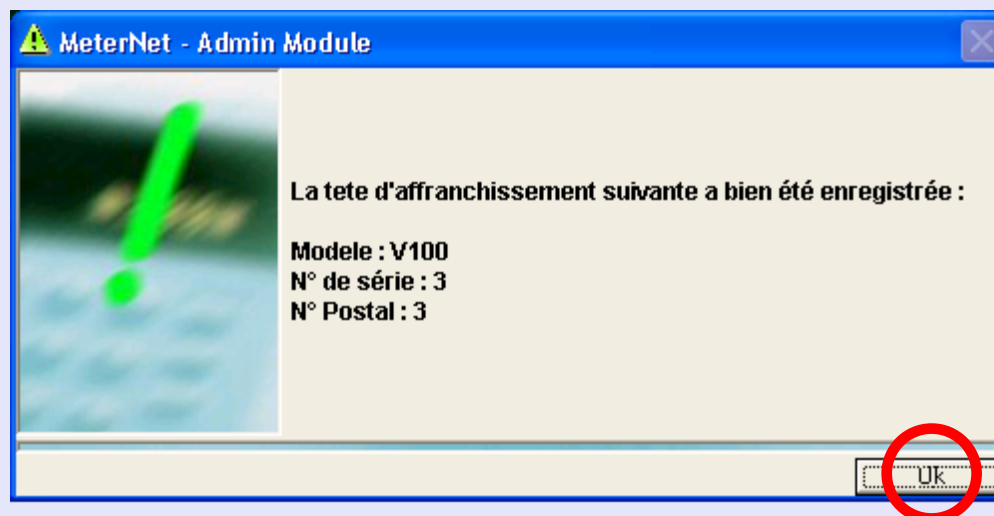 MeterNet - Admin Module
La tete d'affranchissement suivante a bien été enregistrée :
Modele : V100
N° de série : 3
N° Postal : 3
Ok